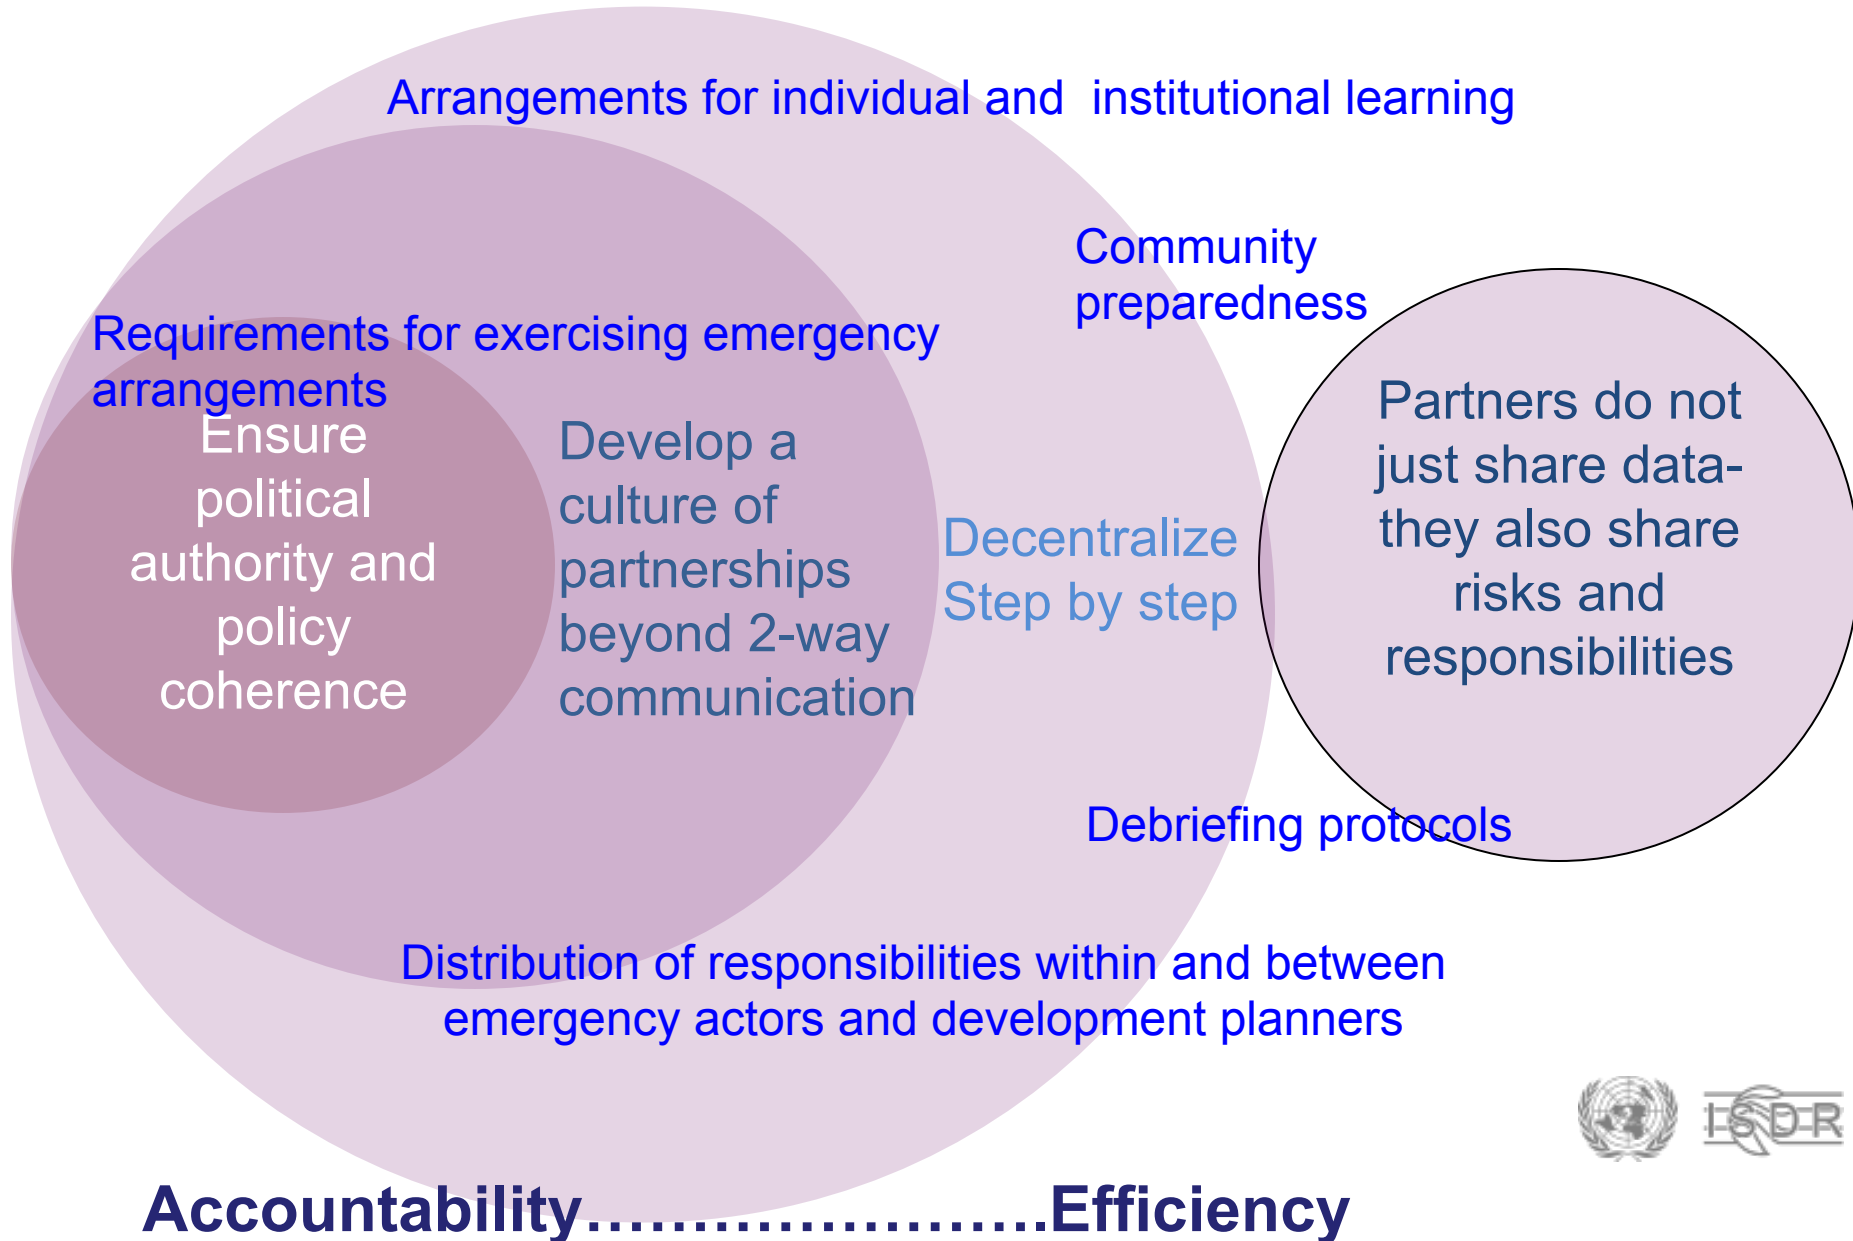 Arrangements for individual and  institutional learning
Community
preparedness
Requirements for exercising emergency
arrangements
Ensure
political
authority and
policy
coherence
Develop a
culture of
partnerships
beyond 2-way
communication
Decentralize
Step by step
Partners do not
just share data-
they also share
risks and
responsibilities
Debriefing protocols
Distribution of responsibilities within and between
emergency actors and development planners
ISDR
Accountability…………………….Efficiency